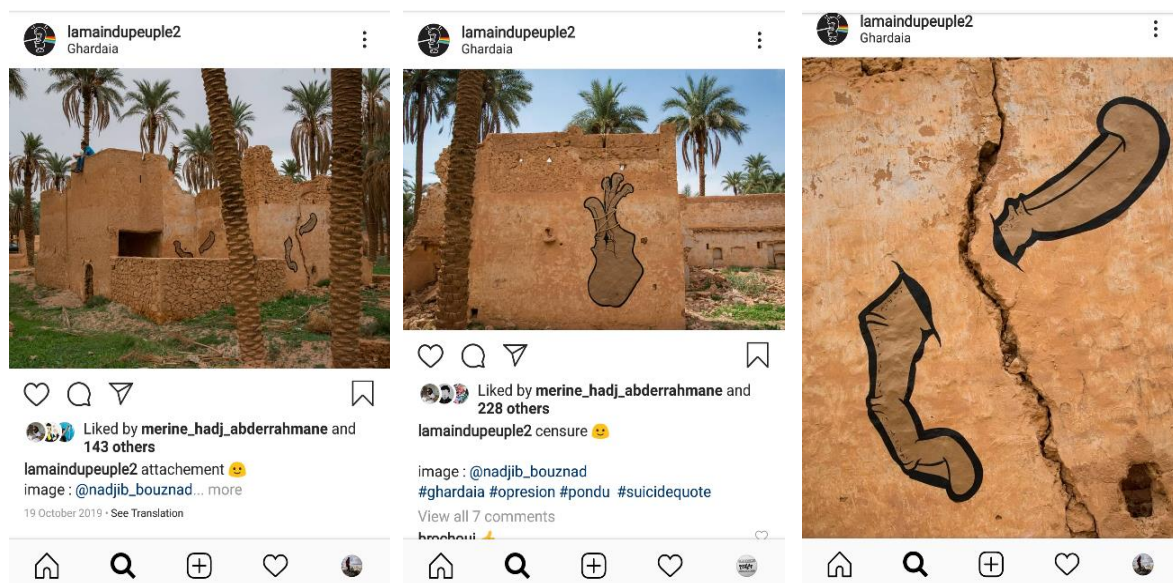 lamaindupeuple2
Ghardaia
Liked by merine_hadj_abderrahmane and
143 others
lamaindupeuple2 attachement
image : @nadjib_bouznad... more
19 October 2019 • See Translation
lamaindupeuple2
Ghardaia
Liked by merine_hadj_abderrahmane and
228 others
lamaindupeuple2 censure
image : @nadjib_bouznad
#ghardaia #opresion #pondu #suicidequote
View all 7 comments
lamaindupeuple2
Ghardaia